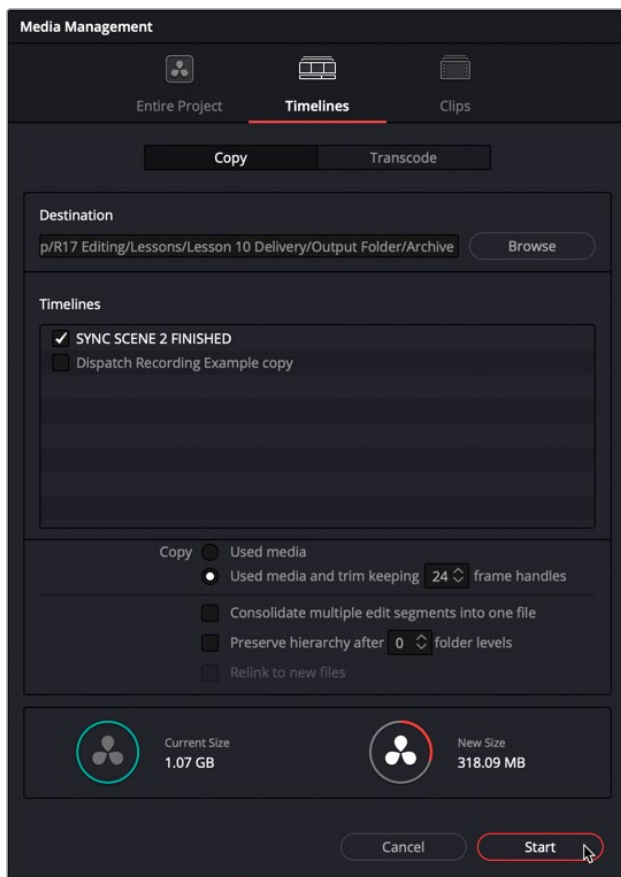 Media Management
Entire Project
Timelines
Clips
Copy
Transcode
Destination
p/R17 Editing/Lessons/Lesson 10 Delivery/Output Folder/Archive
Browse
Timelines
SYNC SCENE 2 FINISHED
Dispatch Recording Example copy
Copy Used media
Used media and trim keeping 24 frame handles
Consolidate multiple edit segments into one file
Preserve hierarchy after 0 folder levels
Relink to new files
Current Size
1.07 GB
New Size
318.09 MB
Cancel
Start